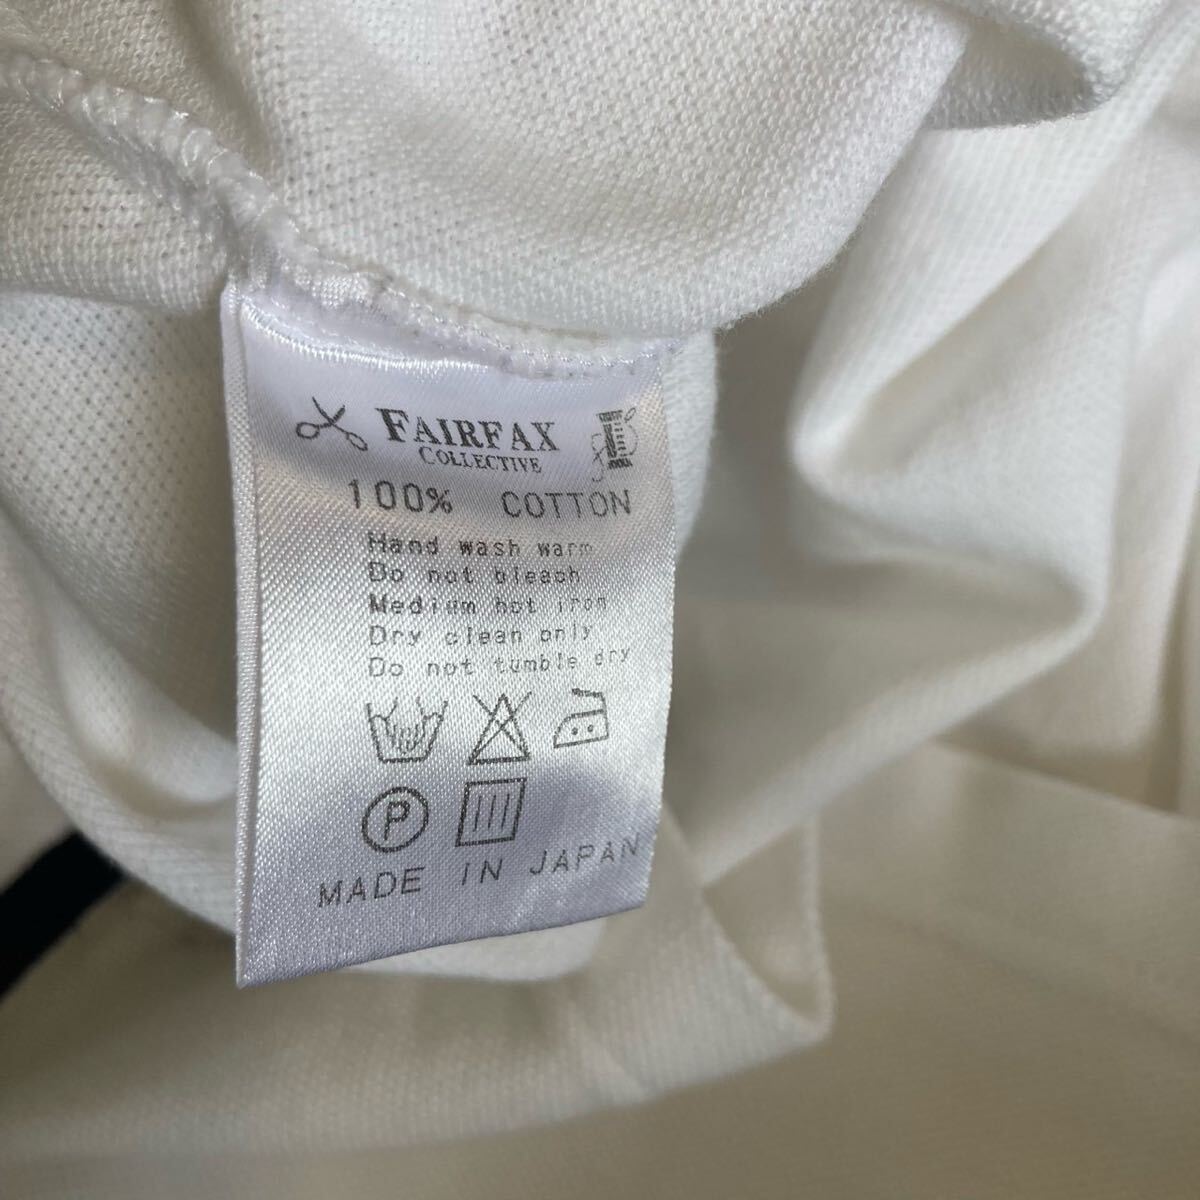 FAIRFAX
COLLECTIVE
100% COTTON
Hand wash warm
Do not bleach
Medium hot iron
Dry clean only
Do not tumble dry
P
MADE IN JAPAN